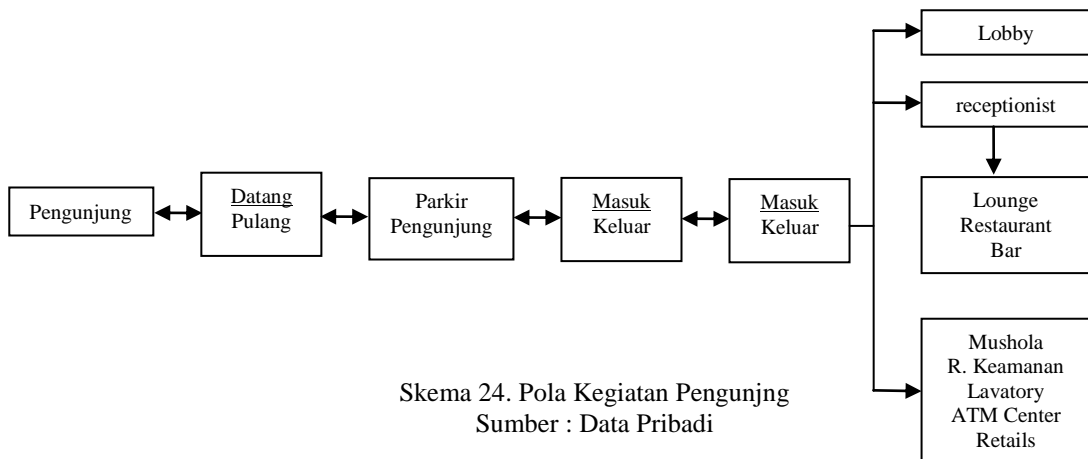 Pengunjung
Datang
Pulang
Parkir
Pengunjung
Masuk
Keluar
Masuk
Keluar
Lobby
receptionist
Lounge
Restaurant
Bar
Mushola
R. Keamanan
Lavatory
ATM Center
Retails
Skema 24. Pola Kegiatan Pengunjng
Sumber : Data Pribadi